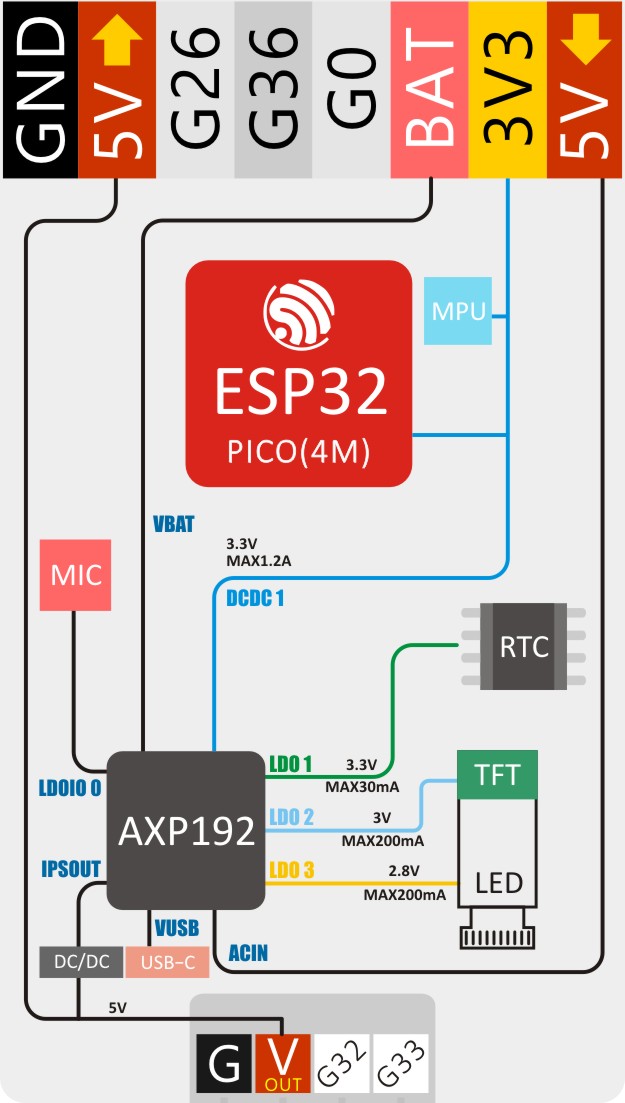 GND
5V
G26
G36
G0
BAT
3V3
5V
MPU
ESP32
PICO(4M)
VBAT
3.3V
MAX1.2A
DCDC 1
MIC
RTC
LDO 1
3.3V
MAX30mA
TFT
LDOIO 0
AXP192
LDO 2
3V
MAX200mA
IPSOUT
LDO 3
2.8V
MAX200mA
LED
VUSB
DC/DC
USB-C
ACIN
5V
G
V
OUT
G32
G33